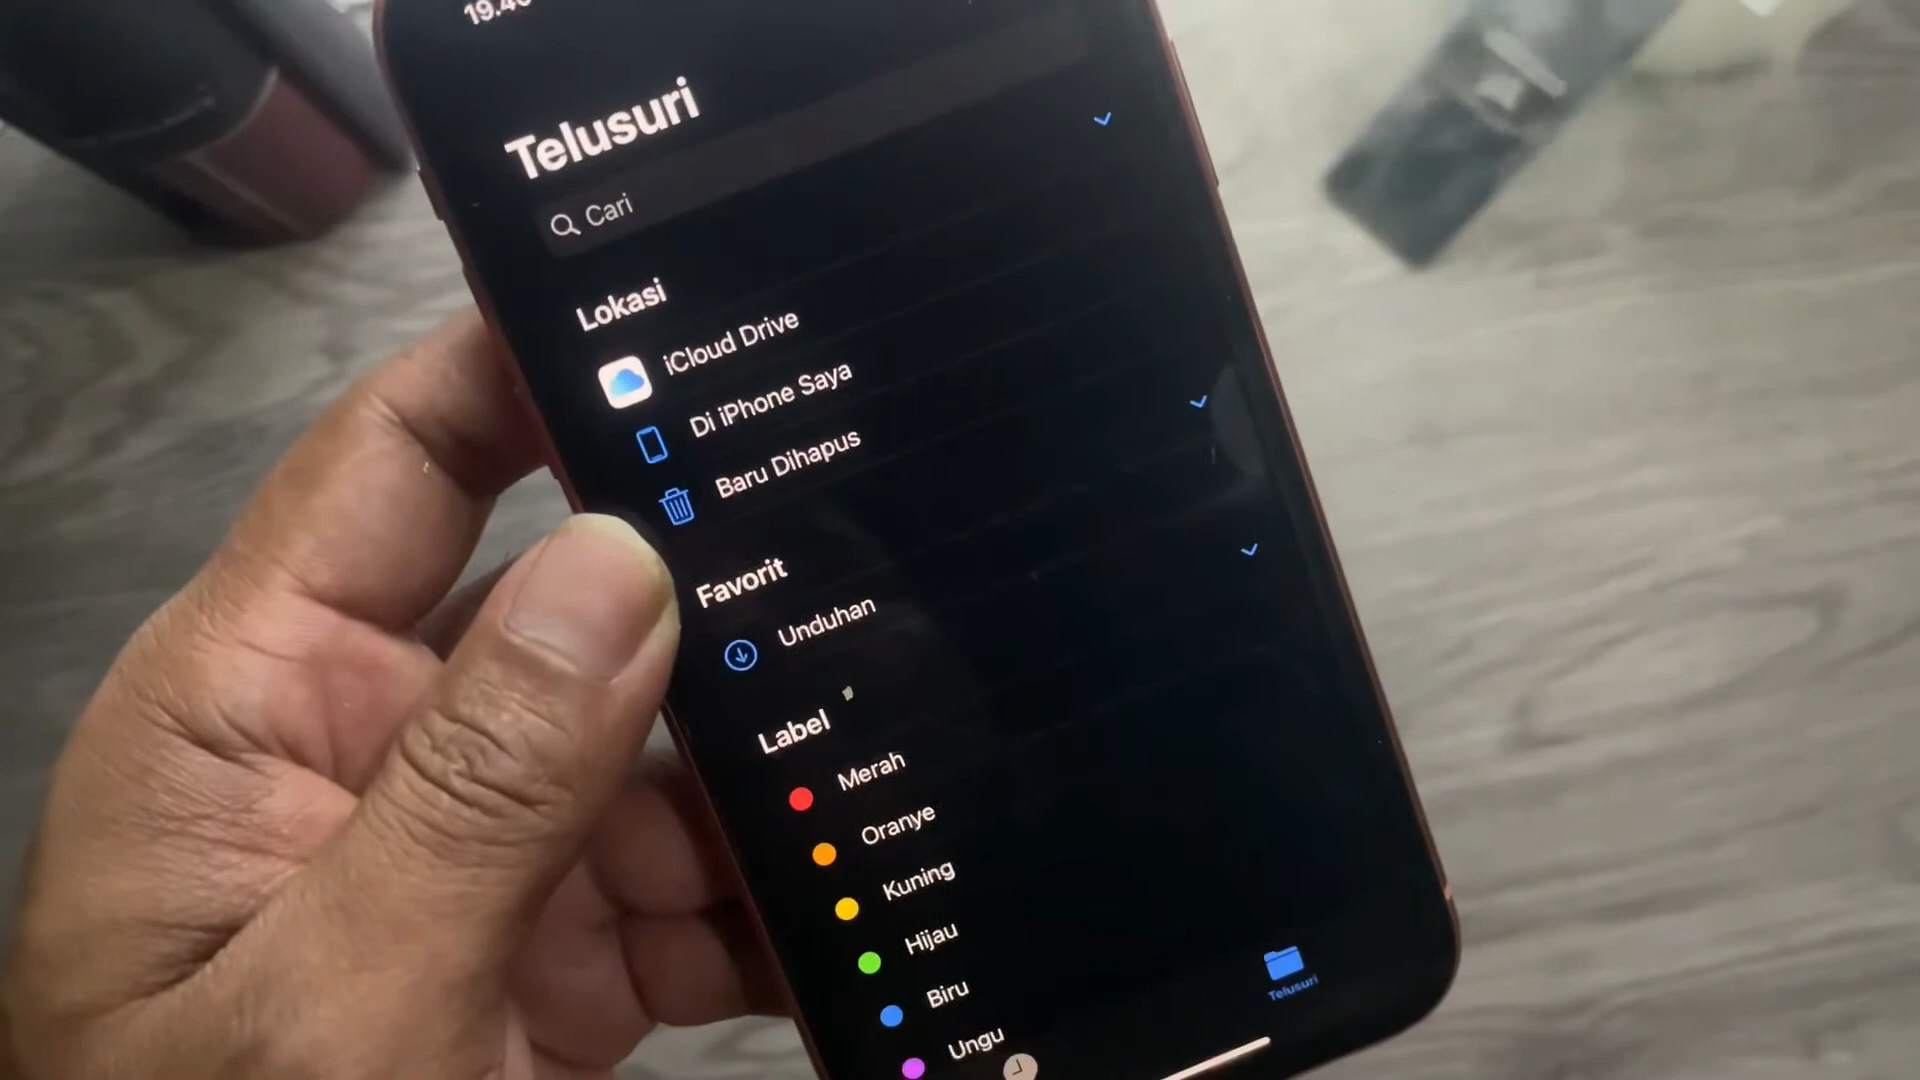 Telusuri
Cari
Lokasi
iCloud Drive
Di iPhone Saya
Baru Dihapus
Favorit
Unduhan
Label
Merah
Oranye
Kuning
Hijau
Biru
Ungu
Telusuri